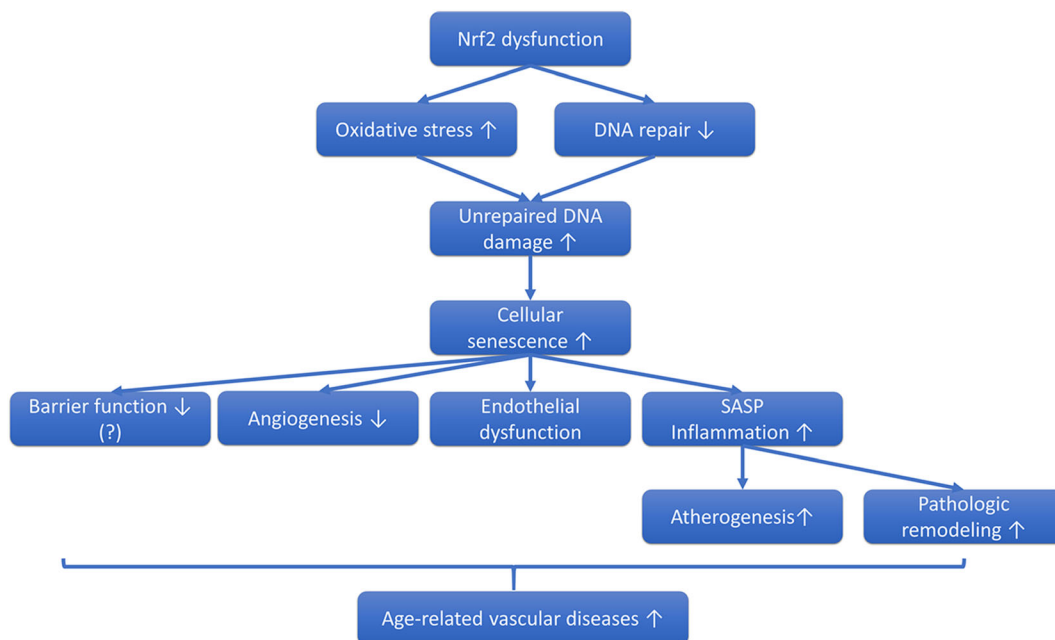 Nrf2 dysfunction
Oxidative stress ↑
DNA repair ↓
Unrepaired DNA
damage ↑
Cellular
senescence ↑
Barrier function ↓
(?)
Angiogenesis ↓
Endothelial
dysfunction
SASP
Inflammation ↑
Atherogenesis↑
Pathologic
remodeling ↑
Age-related vascular diseases ↑